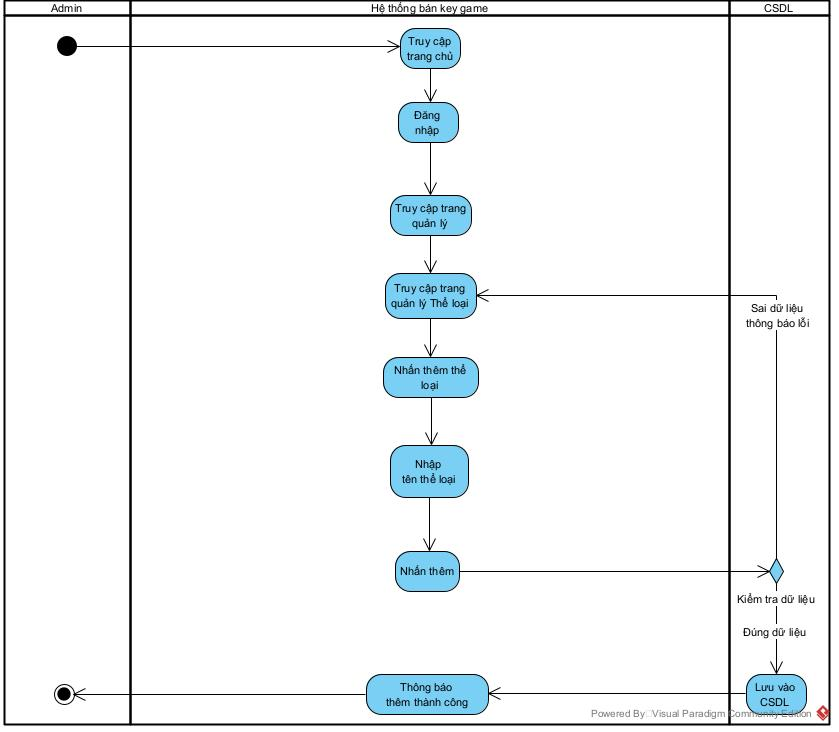 Admin
Hệ thống bán key game
CSDL
Truy cập
trang chủ
Đăng
nhập
Truy cập trang
quản lý
Truy cập trang
quản lý Thể loại
Sai dữ liệu
thông báo lỗi
Nhấn thêm thể
loại
Nhập
tên thể loại
Nhấn thêm
Kiểm tra dữ liệu
Đúng dữ liệu
Thông báo
thêm thành công
Lưu vào
CSDL
Powered By Visual Paradigm Community Edition